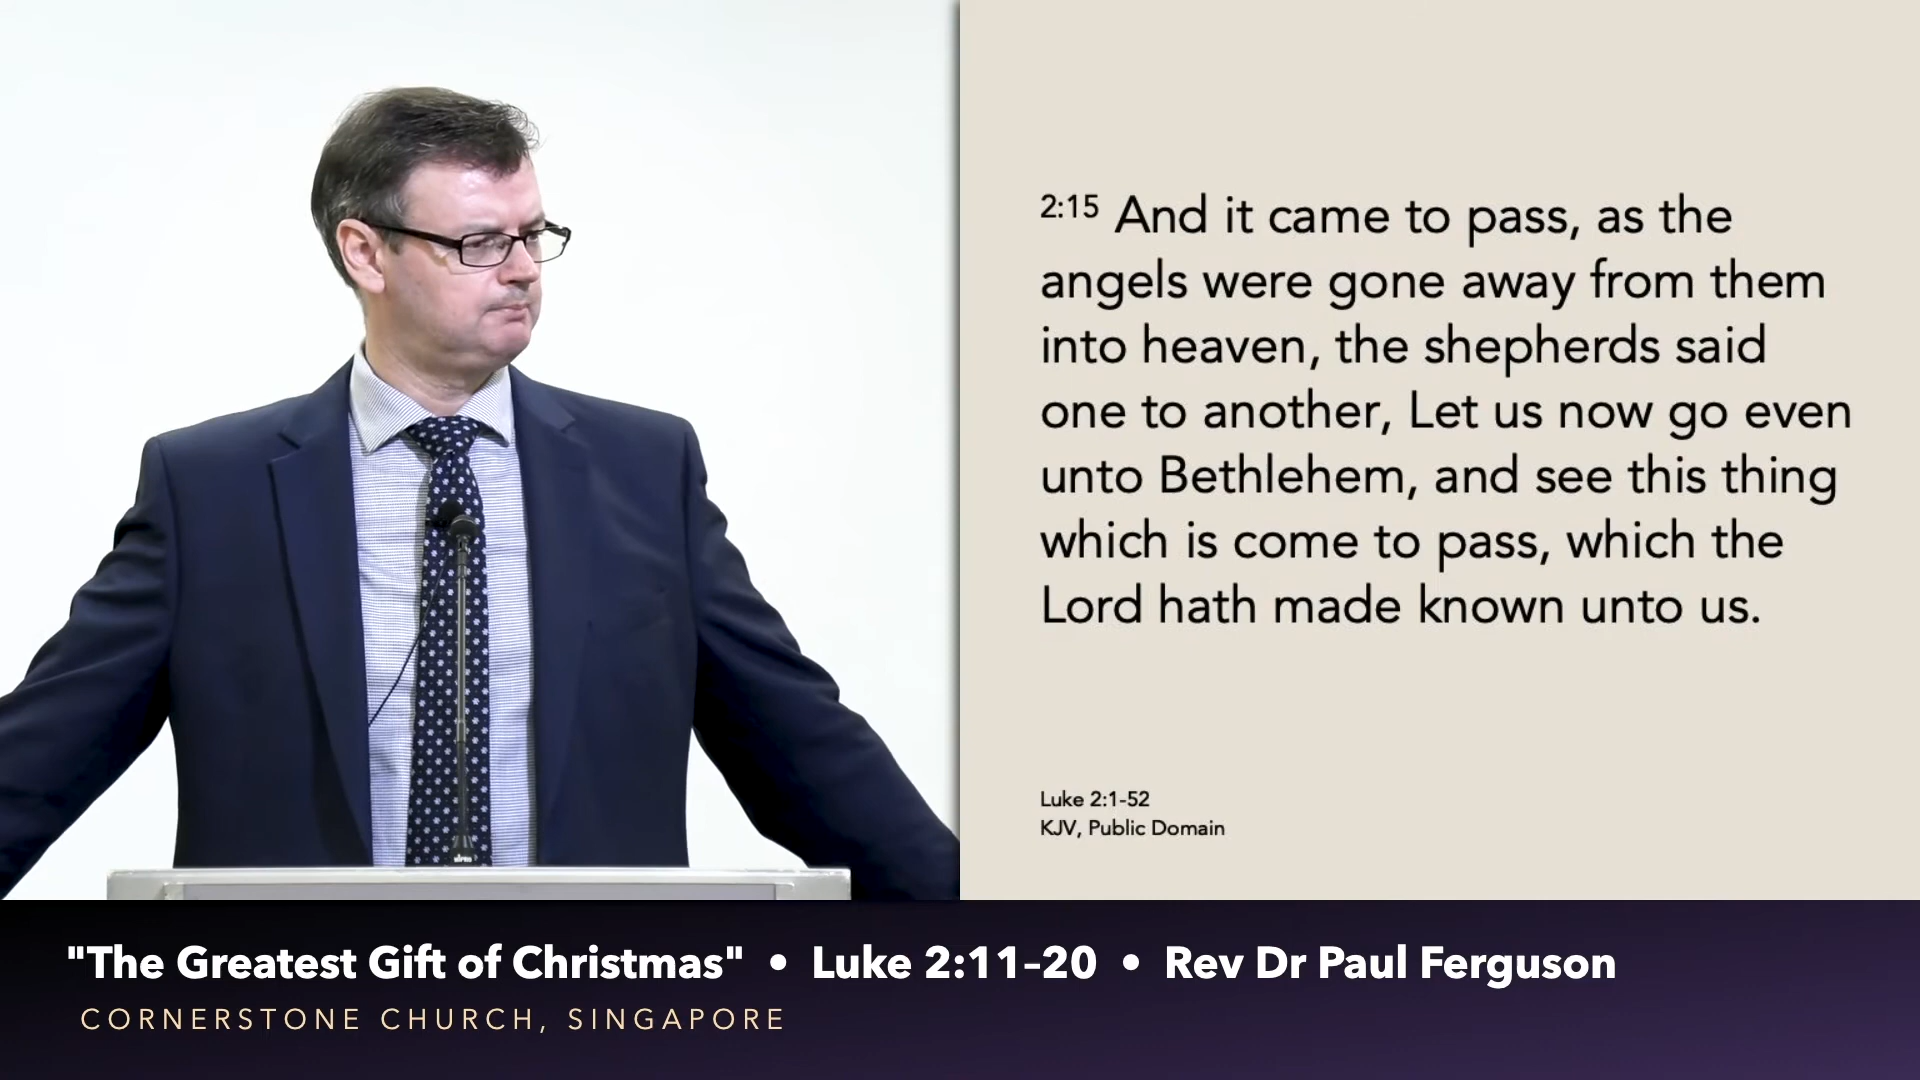 2:15 And it came to pass, as the
angels were gone away from them
into heaven, the shepherds said
one to another, Let us now go even
unto Bethlehem, and see this thing
which is come to pass, which the
Lord hath made known unto us.
Luke 2:1-52
KJV, Public Domain
"The Greatest Gift of Christmas" • Luke 2:11–20 • Rev Dr Paul Ferguson
CORNERSTONE CHURCH, SINGAPORE